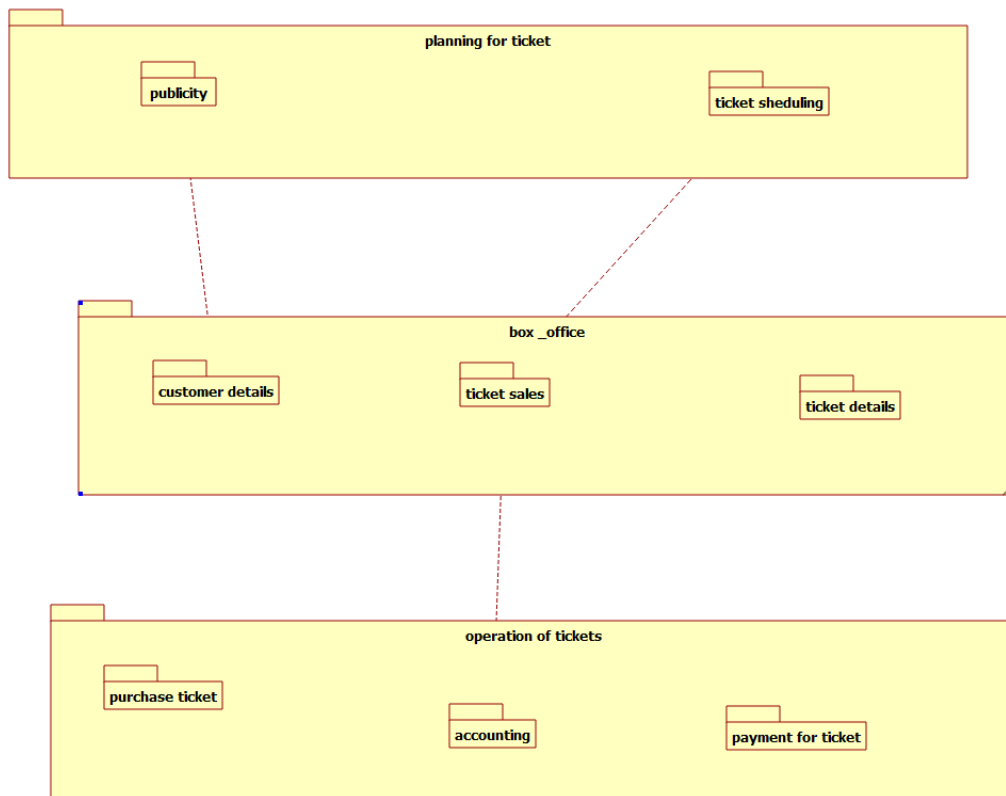 planning for ticket
publicity
ticket sheduling
box _office
customer details
ticket sales
ticket details
operation of tickets
purchase ticket
accounting
payment for ticket